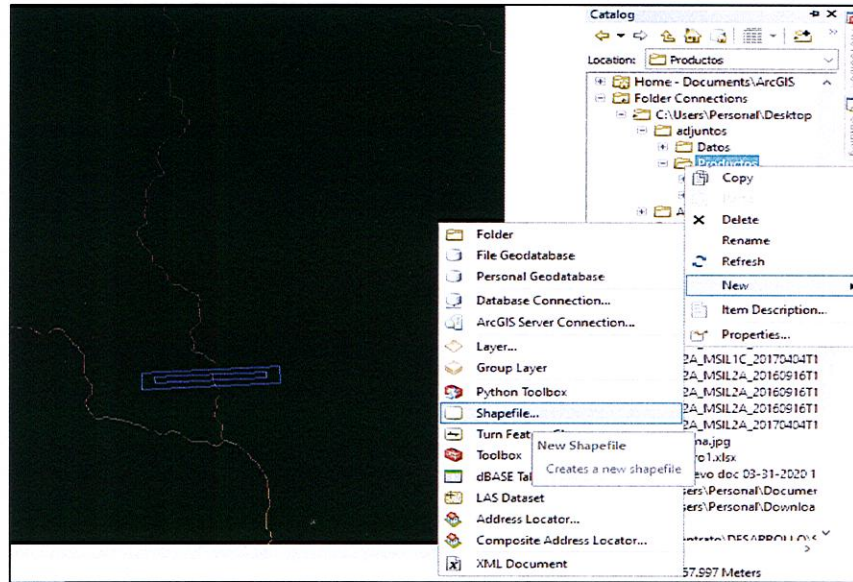 Catalog
Location: Productos
Home - Documents\ArcGIS
Folder Connections
C:\Users\Personal\Desktop
adjuntos
Datos
Productos
Copy
Delete
Rename
Refresh
New
Item Description...
Properties...
Folder
File Geodatabase
Personal Geodatabase
Database Connection...
ArcGIS Server Connection...
Layer...
Group Layer
Python Toolbox
Shapefile...
Turn Feat
Toolbox
dBASE Tal
LAS Dataset
Address Locator...
Composite Address Locator...
XML Document
New Shapefile
Creates a new shapefile
2A_MSIL1C_20170404T1
2A_MSIL2A_20160916T1
2A_MSIL2A_20160916T1
2A_MSIL2A_20160916T1
2A_MSIL2A_20170404T1
na.jpg
ro1.xlsx
evo doc 03-31-2020 1
sers\Personal\Documer
sers\Personal\Downloa
ntrato\DESARROLLO\S
57.997 Meters